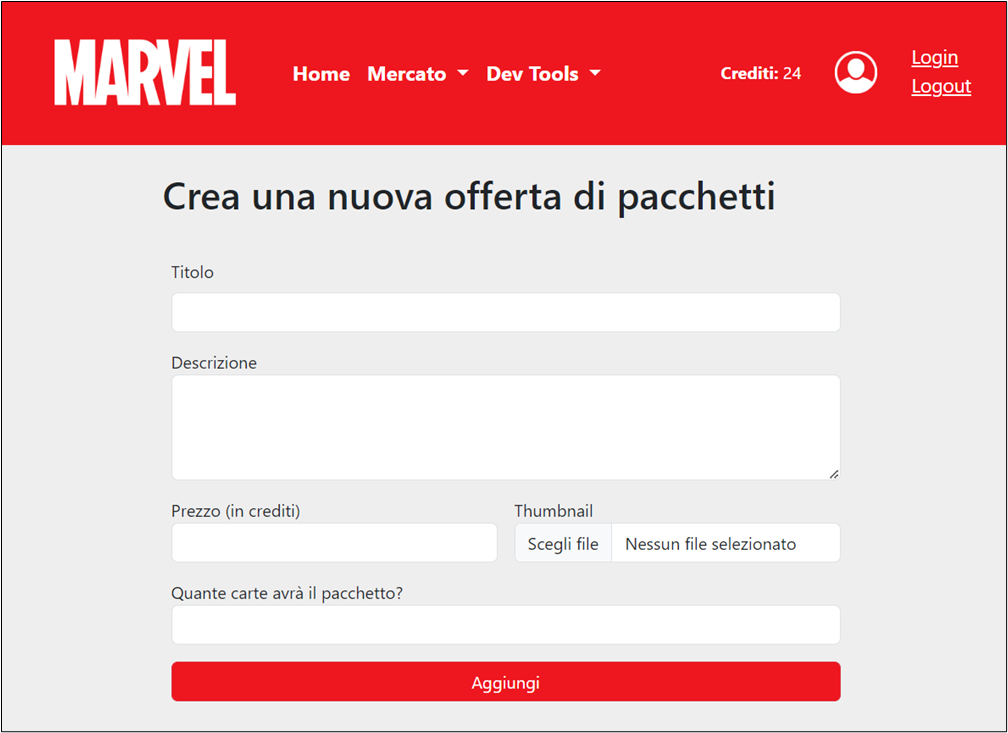 MARVEL
Home Mercato Dev Tools Crediti: 24 Login
Logout
Crea una nuova offerta di pacchetti
Titolo
Descrizione
Prezzo (in crediti) Thumbnail
Scegli file Nessun file selezionato
Quante carte avrà il pacchetto?
Aggiungi